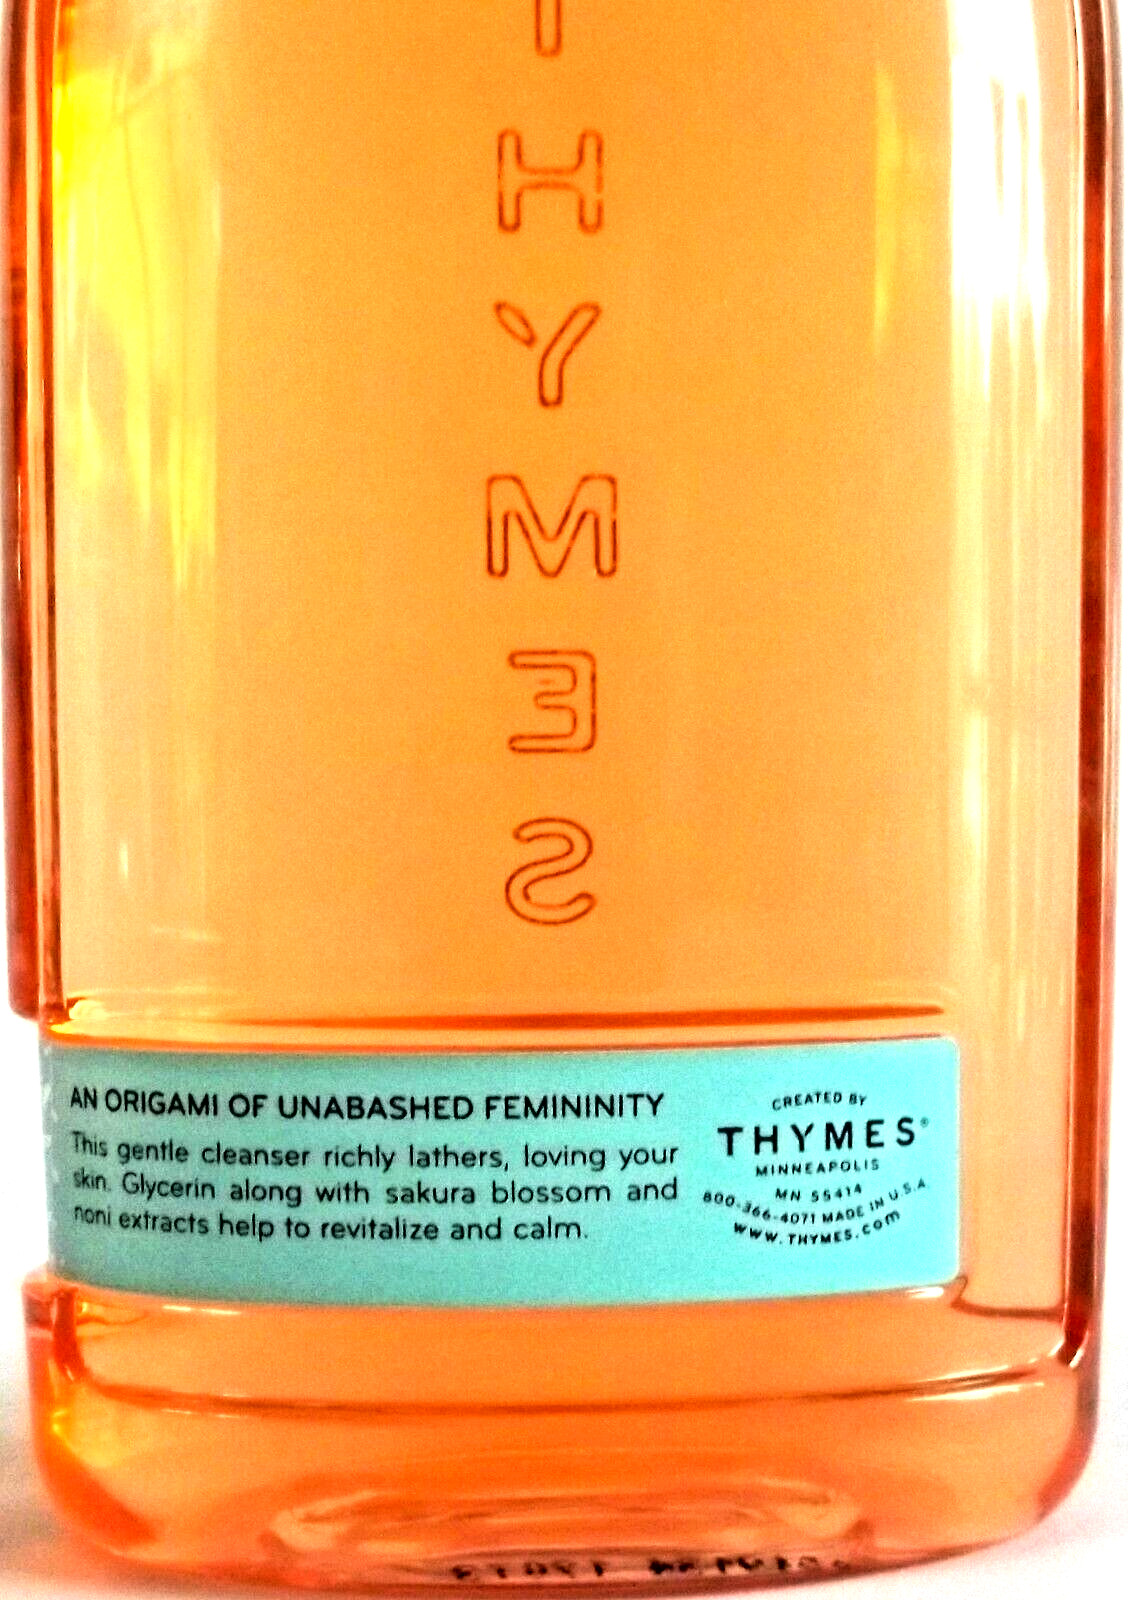 T
H
Y
M
E
S
AN ORIGAMI OF UNABASHED FEMININITY
This gentle cleanser richly lathers, loving your
skin. Glycerin along with sakura blossom and
noni extracts help to revitalize and calm.
CREATED BY
THYMES®
MINNEAPOLIS
MN 55414
800-366-4071 MADE IN U.S.A.
www.THYMES.com